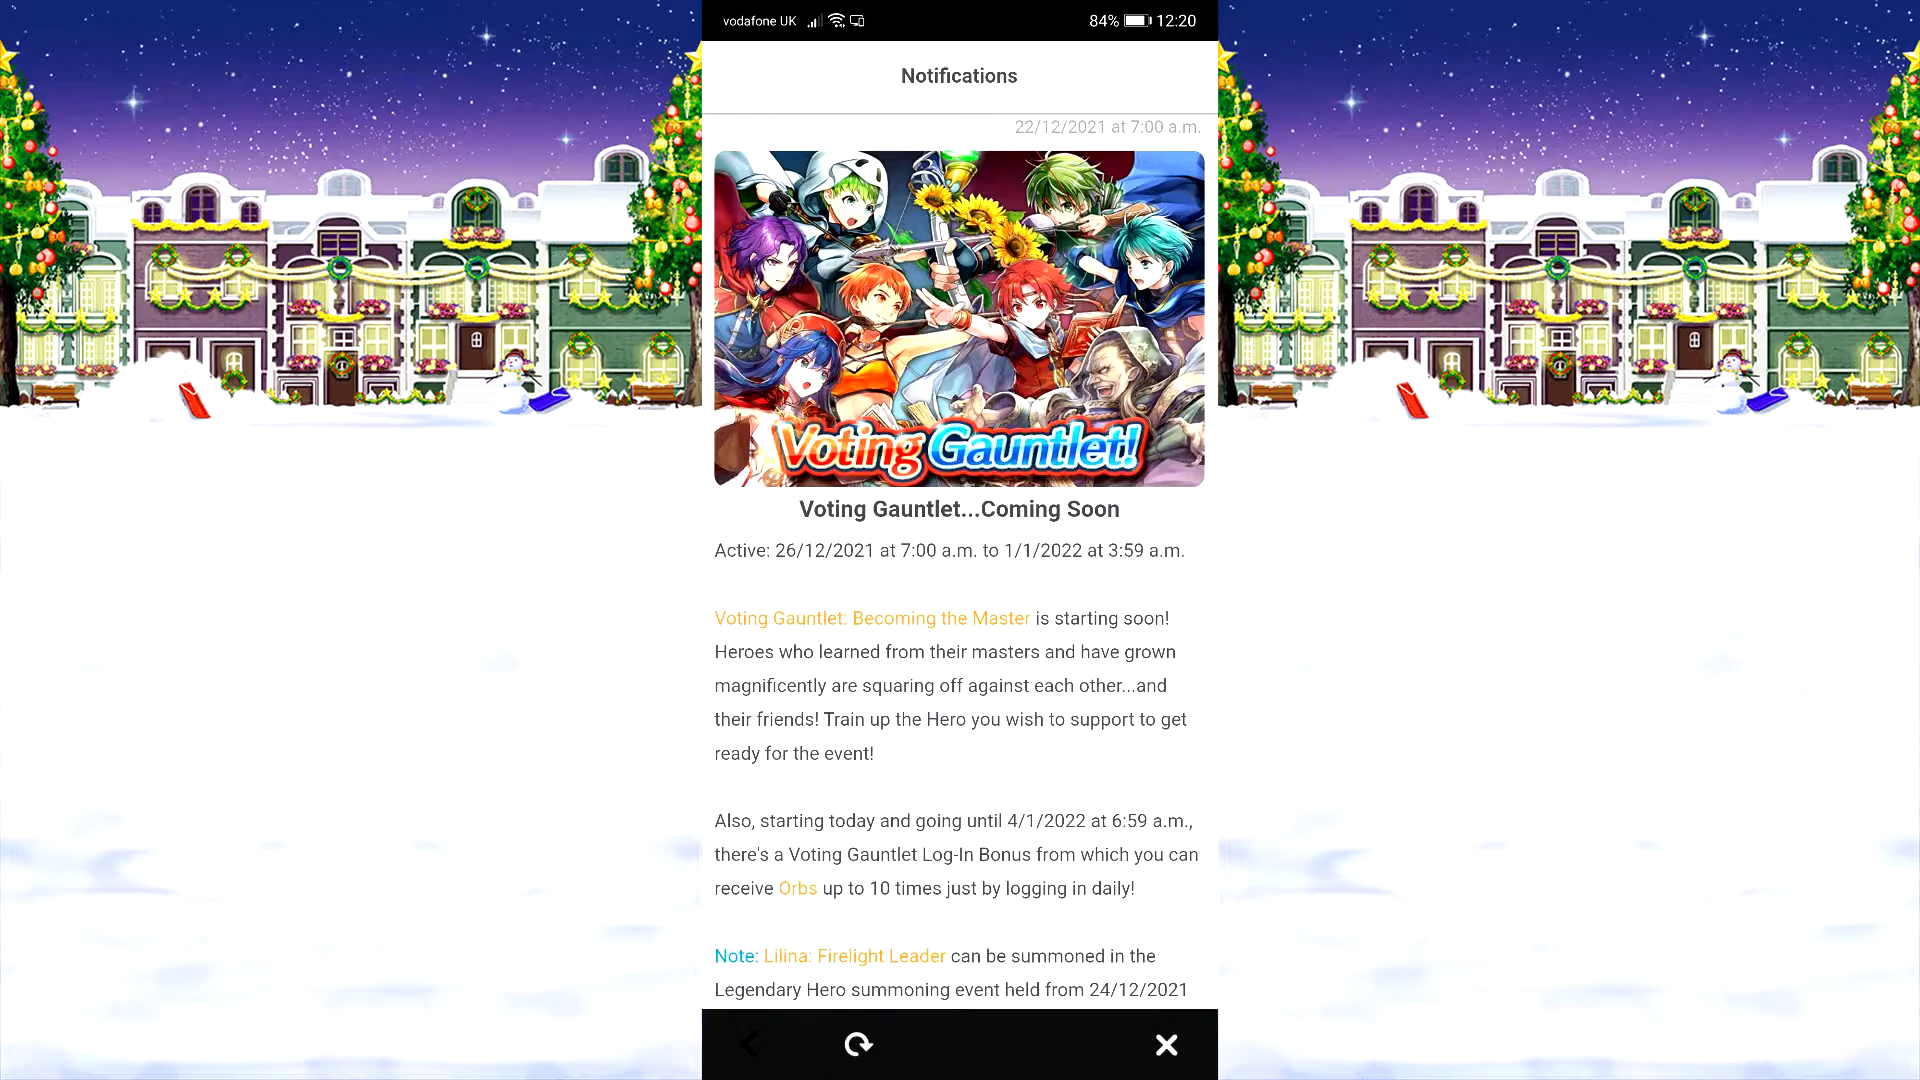 vodafone UK
84% 12:20
Notifications
22/12/2021 at 7:00 a.m.
Voting Gauntlet!
Voting Gauntlet...Coming Soon
Active: 26/12/2021 at 7:00 a.m. to 1/1/2022 at 3:59 a.m.
Voting Gauntlet: Becoming the Master is starting soon!
Heroes who learned from their masters and have grown
magnificently are squaring off against each other...and
their friends! Train up the Hero you wish to support to get
ready for the event!
Also, starting today and going until 4/1/2022 at 6:59 a.m.,
there's a Voting Gauntlet Log-In Bonus from which you can
receive Orbs up to 10 times just by logging in daily!
Note: Lilina: Firelight Leader can be summoned in the
Legendary Hero summoning event held from 24/12/2021